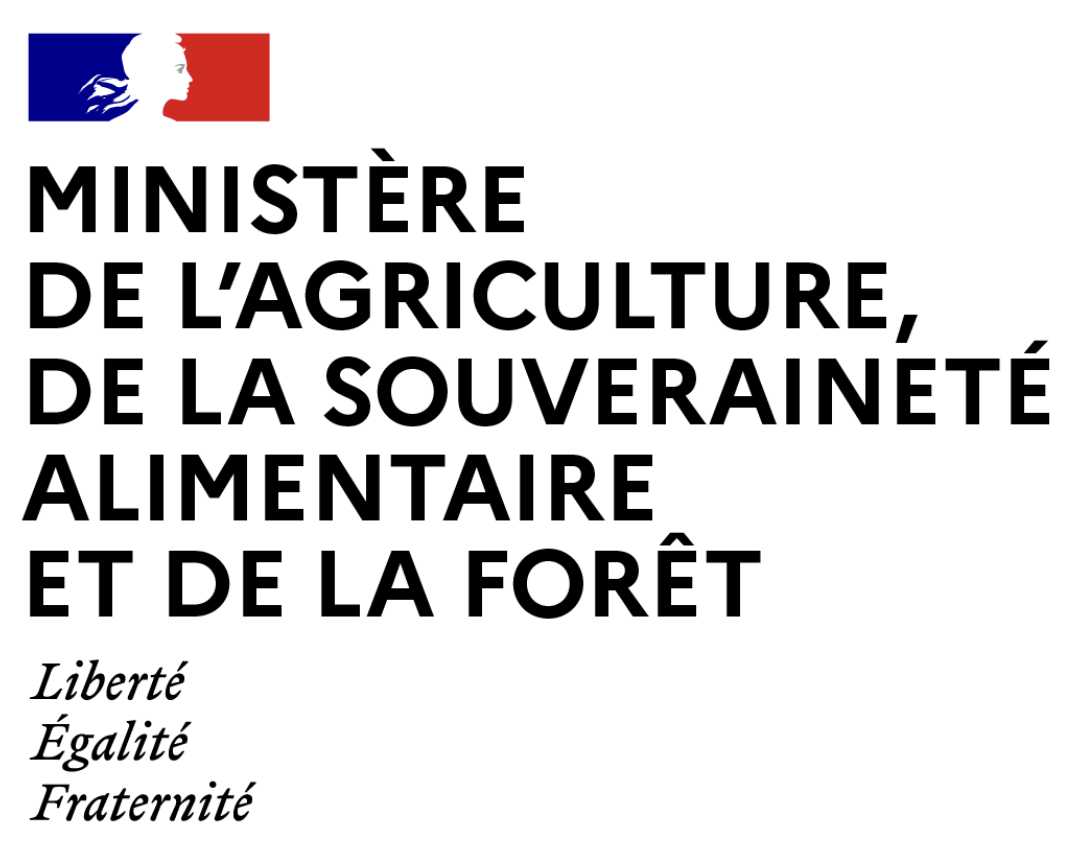 MINISTÈRE
DE L’AGRICULTURE,
DE LA SOUVERAINETÉ
ALIMENTAIRE
ET DE LA FORÊT
Liberté
Égalité
Fraternité